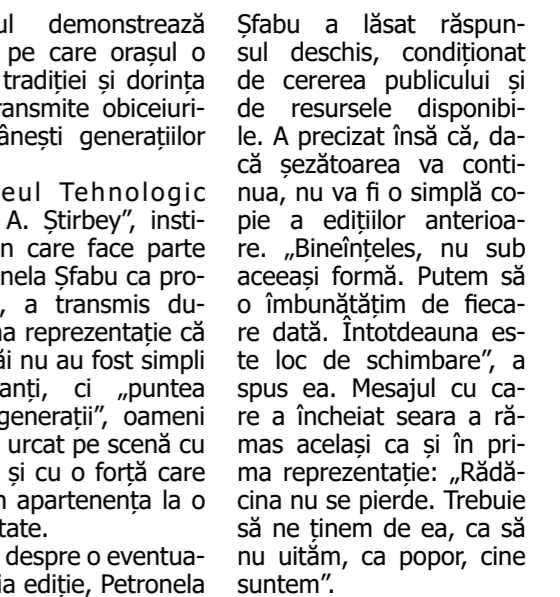 ul demonstrează
pe care orașul o
tradiției și dorința
ransmite obiceiuri-
ânești generațiilor
eul Tehnologic
A. Știrbey”, insti-
n care face parte
nela Șfabu ca pro-
, a transmis du-
na reprezentație că
ăi nu au fost simpli
anți, ci „puntea
generații”, oameni
urcat pe scenă cu
și cu o forță care
n apartenența la o
tate.
despre o eventua-
ia ediție, Petronela
Șfabu a lăsat răspun-
sul deschis, condiționat
de cererea publicului și
de resursele disponibi-
le. A precizat însă că, da-
că șezătoarea va conti-
nua, nu va fi o simplă co-
pie a edițiilor anterioa-
re. „Bineînțeles, nu sub
aceeași formă. Putem să
o îmbunătățim de fieca-
re dată. Întotdeauna es-
te loc de schimbare”, a
spus ea. Mesajul cu ca-
re a încheiat seara a ră-
mas același ca și în pri-
ma reprezentație: „Rădă-
cina nu se pierde. Trebuie
să ne ținem de ea, ca să
nu uităm, ca popor, cine
suntem”.